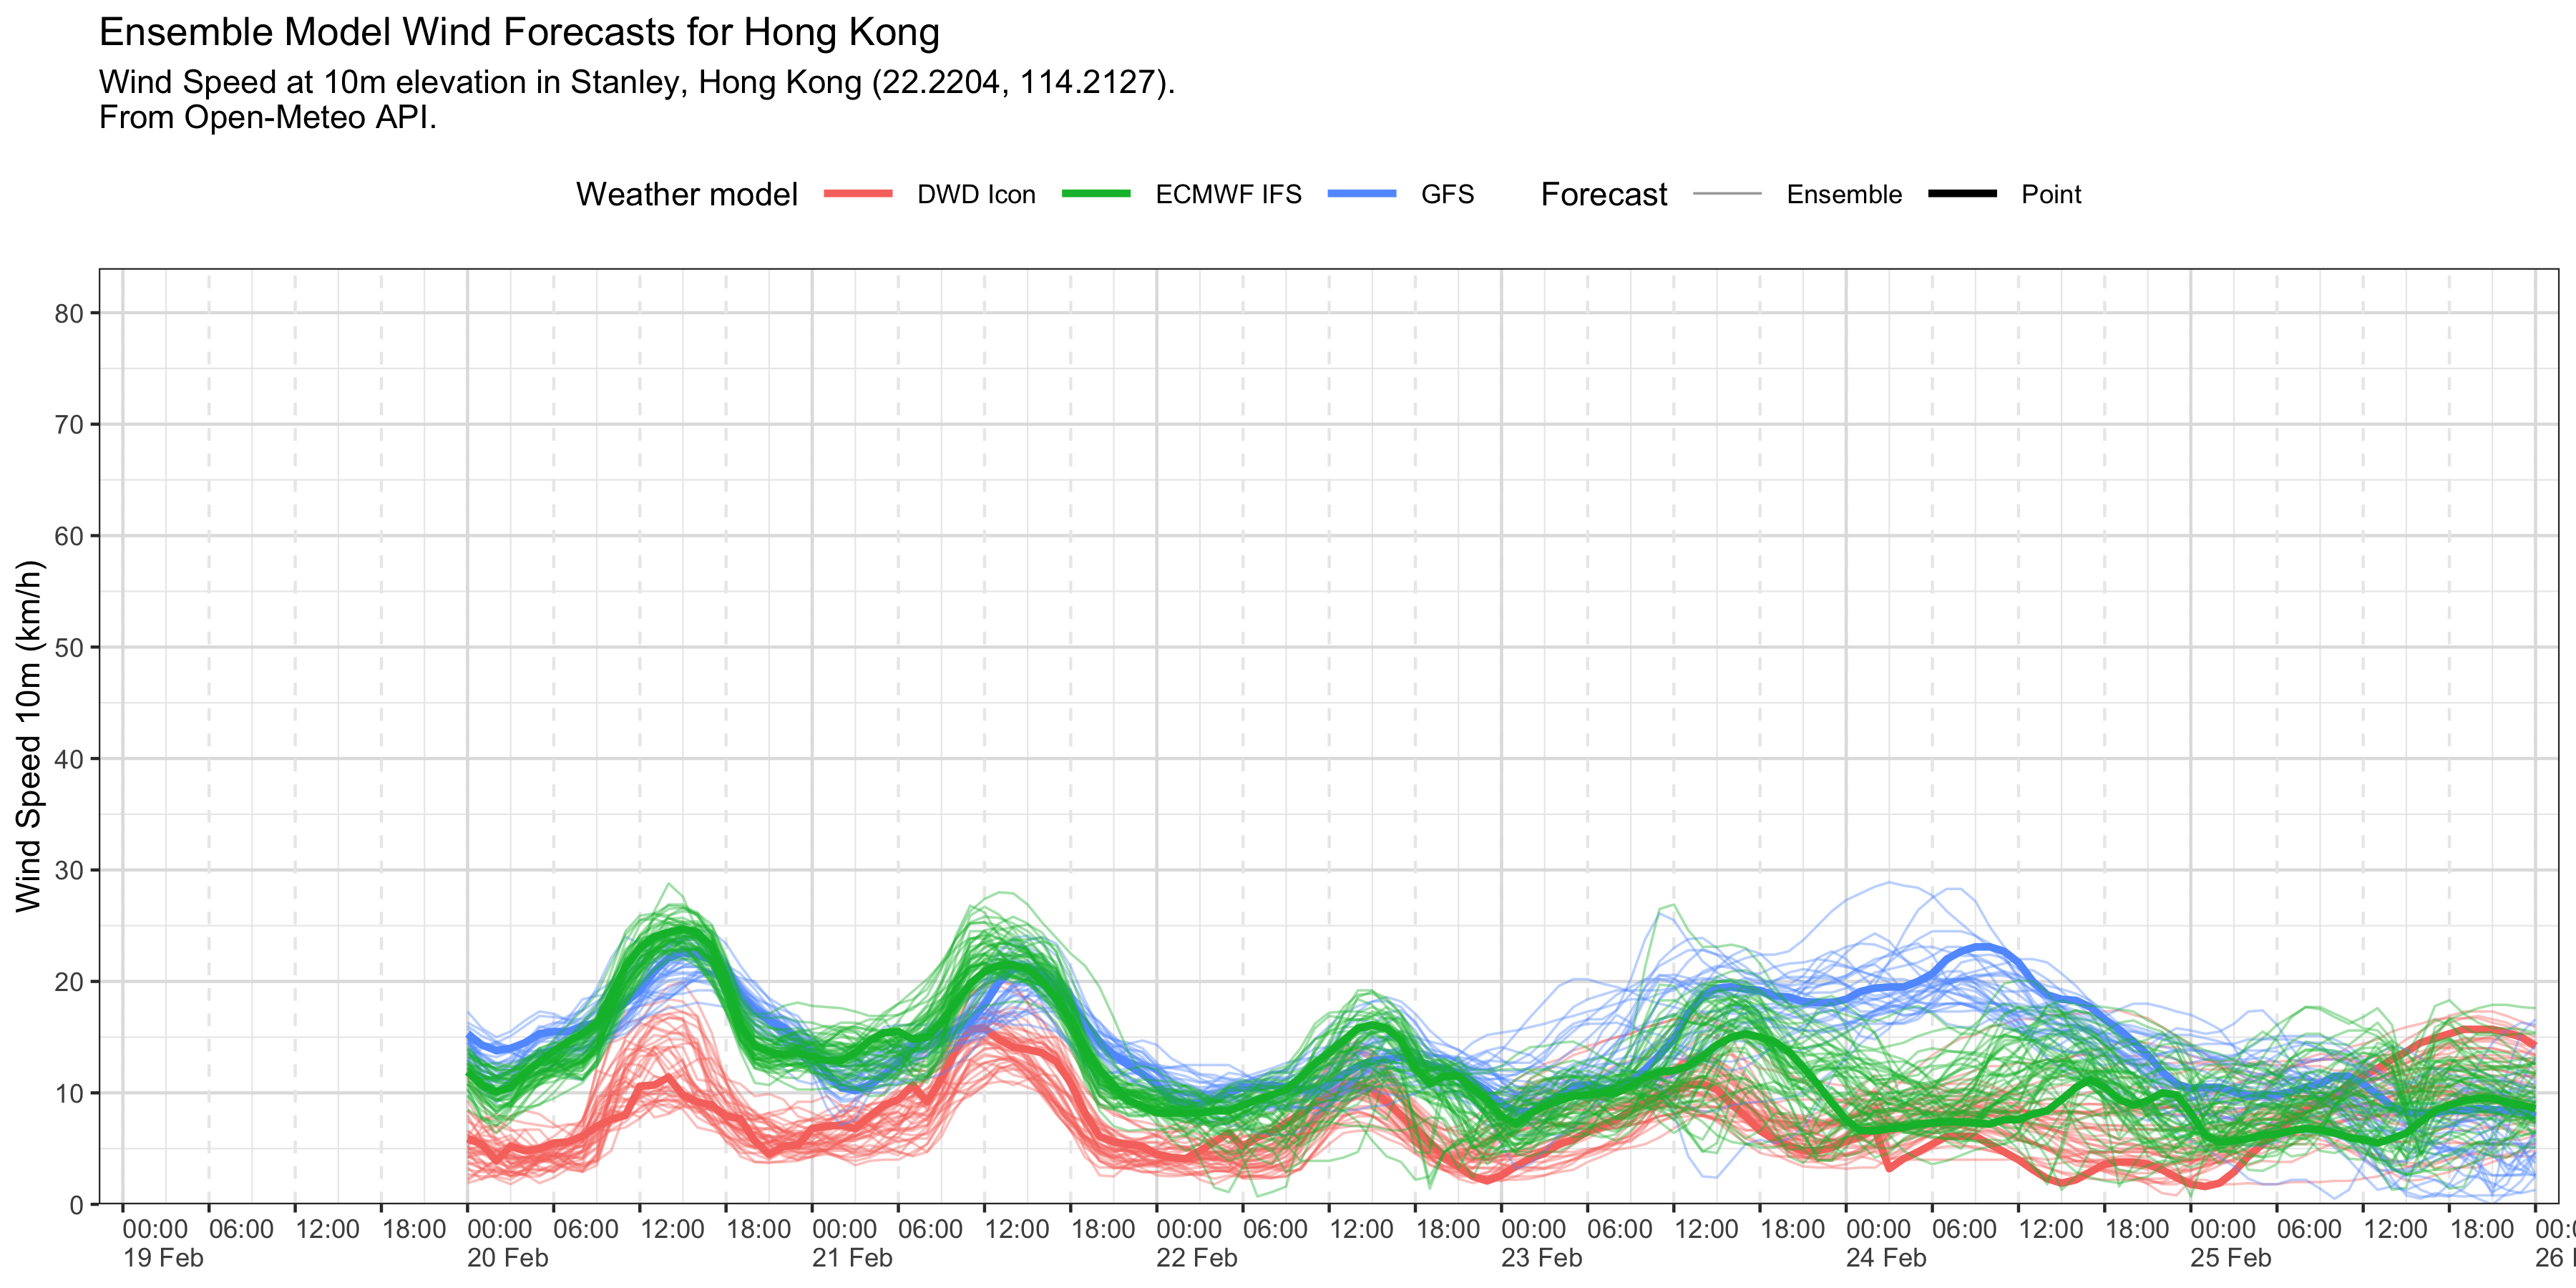 Ensemble Model Wind Forecasts for Hong Kong
Wind Speed at 10m elevation in Stanley, Hong Kong (22.2204, 114.2127).
From Open-Meteo API.
Weather model DWD Icon ECMWF IFS GFS Forecast Ensemble Point
Wind Speed 10m (km/h)
80
70
60
50
40
30
20
10
0
00:00 06:00 12:00 18:00 00:00 06:00 12:00 18:00 00:00 06:00 12:00 18:00 00:00 06:00 12:00 18:00 00:00 06:00 12:00 18:00 00:00 06:00 12:00 18:00 00:00 06:00 12:00 18:00
19 Feb 20 Feb 21 Feb 22 Feb 23 Feb 24 Feb 25 Feb 26